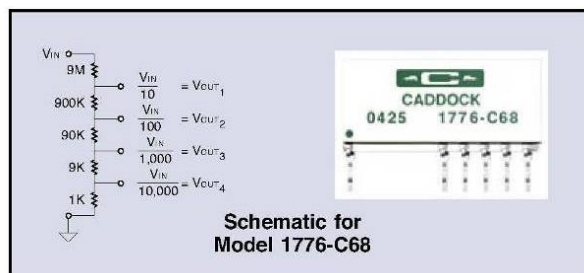 VIN
9M
VIN
10
= VOUT1
900K
VIN
100
= VOUT2
90K
VIN
1,000
= VOUT3
9K
VIN
10,000
= VOUT4
1K
C
CADDOCK
0425 1776-C68
Schematic for
Model 1776-C68